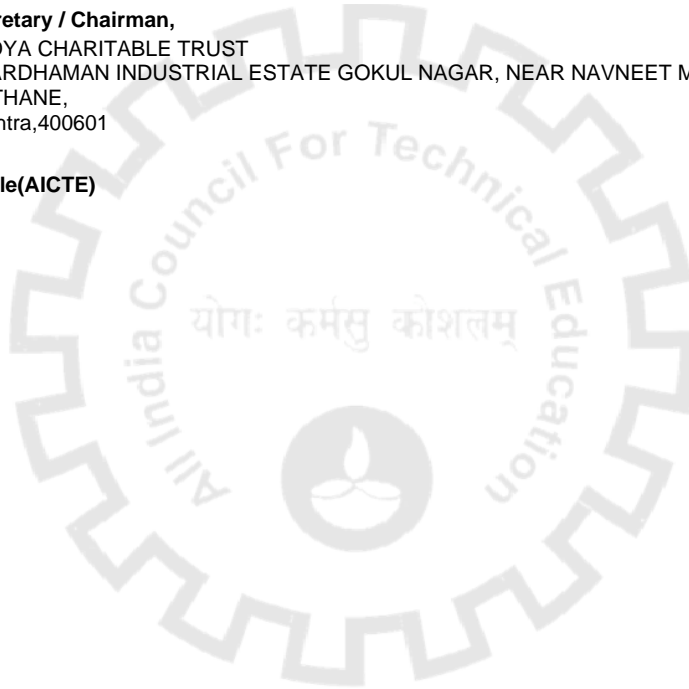 retary / Chairman,
OYA CHARITABLE TRUST
ARDHAMAN INDUSTRIAL ESTATE GOKUL NAGAR, NEAR NAVNEET M
THANE,
ntra,400601
le(AICTE)
All India Council For Technical Education
योगः कर्मसु कोशलम्